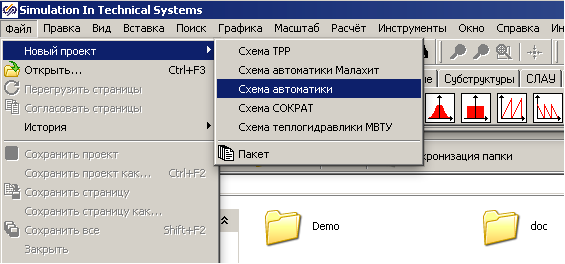 Simulation In Technical Systems
Файл Правка Вид Вставка Поиск Графика Масштаб Расчёт Инструменты Окно
Новый проект
Открыть... Ctrl+F3
Перегрузить страницы
Согласовать страницы
История
Сохранить проект
Сохранить проект как... Ctrl+F2
Сохранить страницу
Сохранить страницу как...
Сохранить все Shift+F2
Закрыть
Схема ТРР
Схема автоматики Малахит
Схема автоматики
Схема СОКРАТ
Схема теплогидравлики МВТУ
Пакет
ые Субструктуры СЛАУ
хронизация папки
Demo
doc